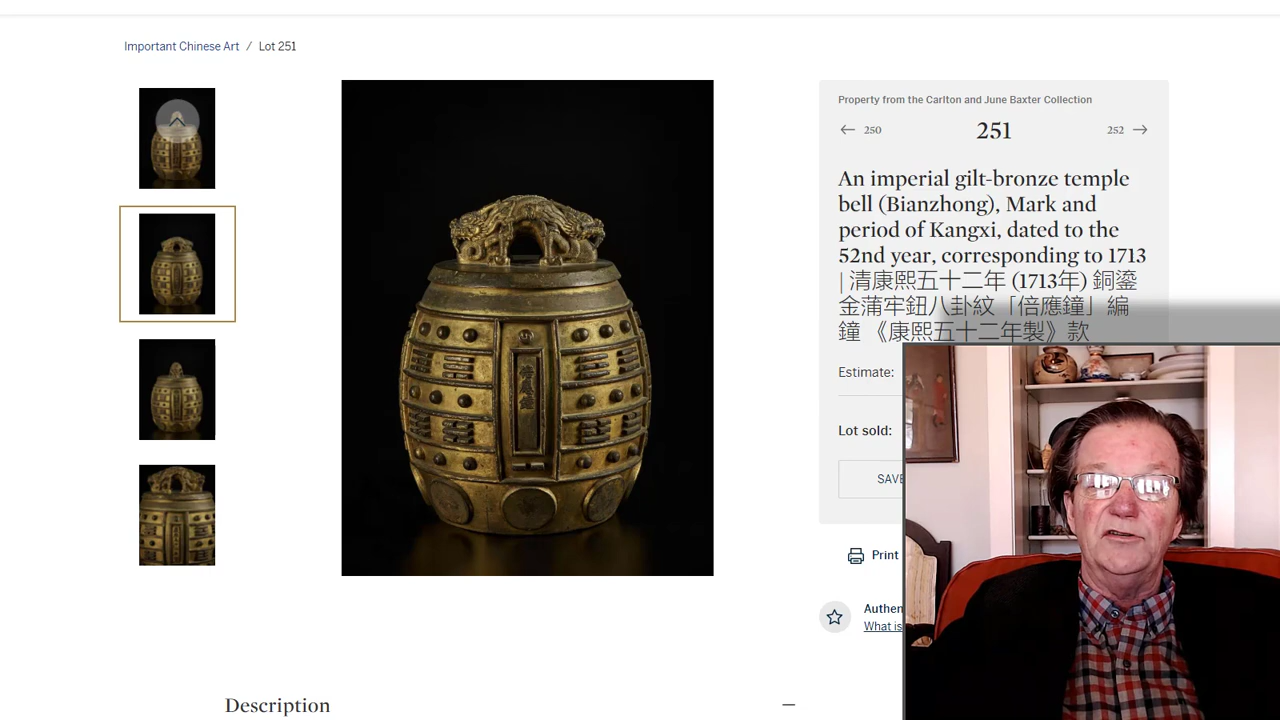 Important Chinese Art / Lot 251
Property from the Carlton and June Baxter Collection
← 250
251
252 →
An imperial gilt-bronze temple
bell (Bianzhong), Mark and
period of Kangxi, dated to the
52nd year, corresponding to 1713
| 清康熙五十二年 (1713年) 銅鎏
金蒲牢鈕八卦紋「倍應鐘」編
鐘 《康熙五十二年製》款
Estimate:
Lot sold:
SAVE
Print
Authen
What is
倍應鐘
Description